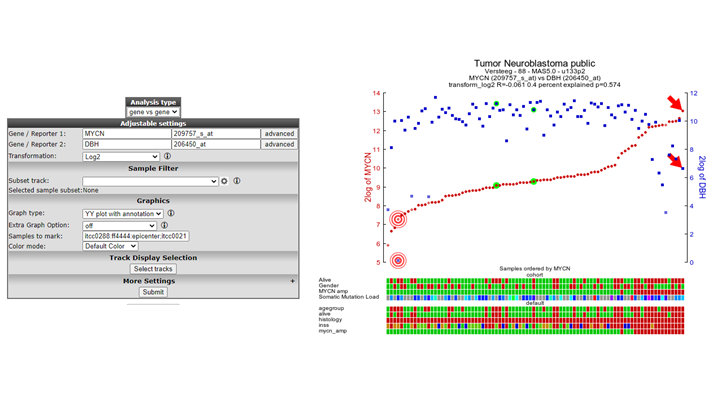 Analysis type
gene vs gene
Adjustable settings
Gene / Reporter 1: MYCN 209757_s_at advanced
Gene / Reporter 2: DBH 206450_at advanced
Transformation: Log2
Sample Filter
Subset track:
Selected sample subset:None
Graphics
Graph type: YY plot with annotation
Extra Graph Option: off
Samples to mark: itcc0288:ff4444:epicenter;itcc0021
Color mode: Default Color
Track Display Selection
Select tracks
More Settings +
Submit
Tumor Neuroblastoma public
Versteeg - 88 - MAS5.0 - u133p2
MYCN (209757_s_at) vs DBH (206450_at)
transform_log2 R=-0.061 0.4 percent explained p=0.574
14
13
12
11
10
9
8
7
6
5
2log of MYCN
12
10
8
6
4
2
0
2log of DBH
Samples ordered by MYCN
cohort
Alive
Gender
MYCN amp
Somatic Mutation Load
default
agegroup
alive
histology
inss
mycn_amp